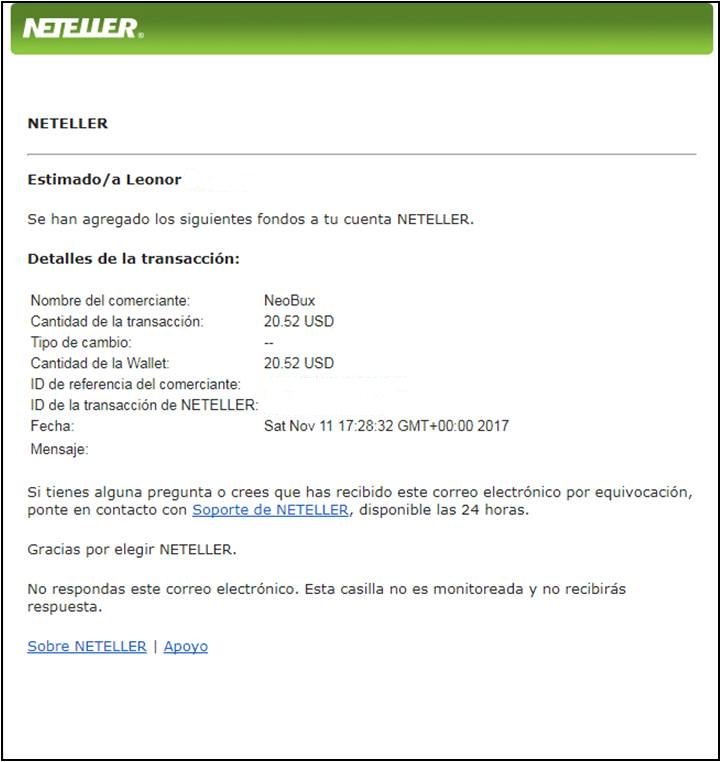 NETELLER®
NETELLER
Estimado/a Leonor
Se han agregado los siguientes fondos a tu cuenta NETELLER.
Detalles de la transacción:
Nombre del comerciante: NeoBux
Cantidad de la transacción: 20.52 USD
Tipo de cambio: --
Cantidad de la Wallet: 20.52 USD
ID de referencia del comerciante:
ID de la transacción de NETELLER:
Fecha: Sat Nov 11 17:28:32 GMT+00:00 2017
Mensaje:
Si tienes alguna pregunta o crees que has recibido este correo electrónico por equivocación,
ponte en contacto con Soporte de NETELLER, disponible las 24 horas.
Gracias por elegir NETELLER.
No respondas este correo electrónico. Esta casilla no es monitoreada y no recibirás
respuesta.
Sobre NETELLER | Apoyo